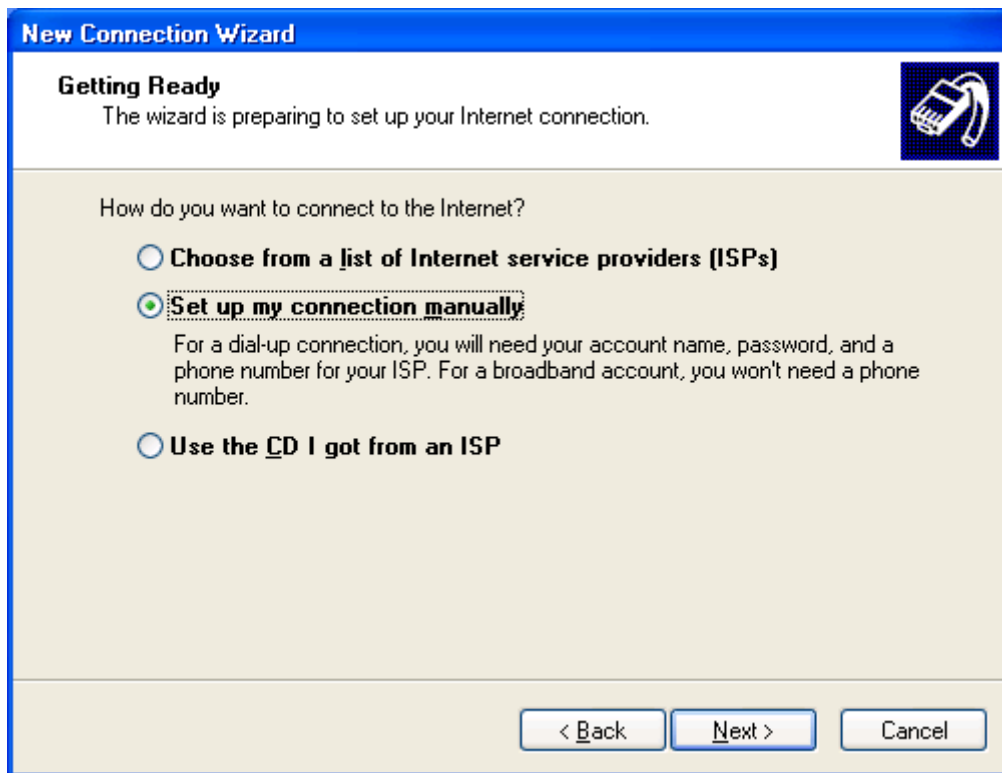 New Connection Wizard
Getting Ready
The wizard is preparing to set up your Internet connection.
How do you want to connect to the Internet?
Choose from a list of Internet service providers (ISPs)
Set up my connection manually
For a dial-up connection, you will need your account name, password, and a
phone number for your ISP. For a broadband account, you won't need a phone
number.
Use the CD I got from an ISP
< Back
Next >
Cancel